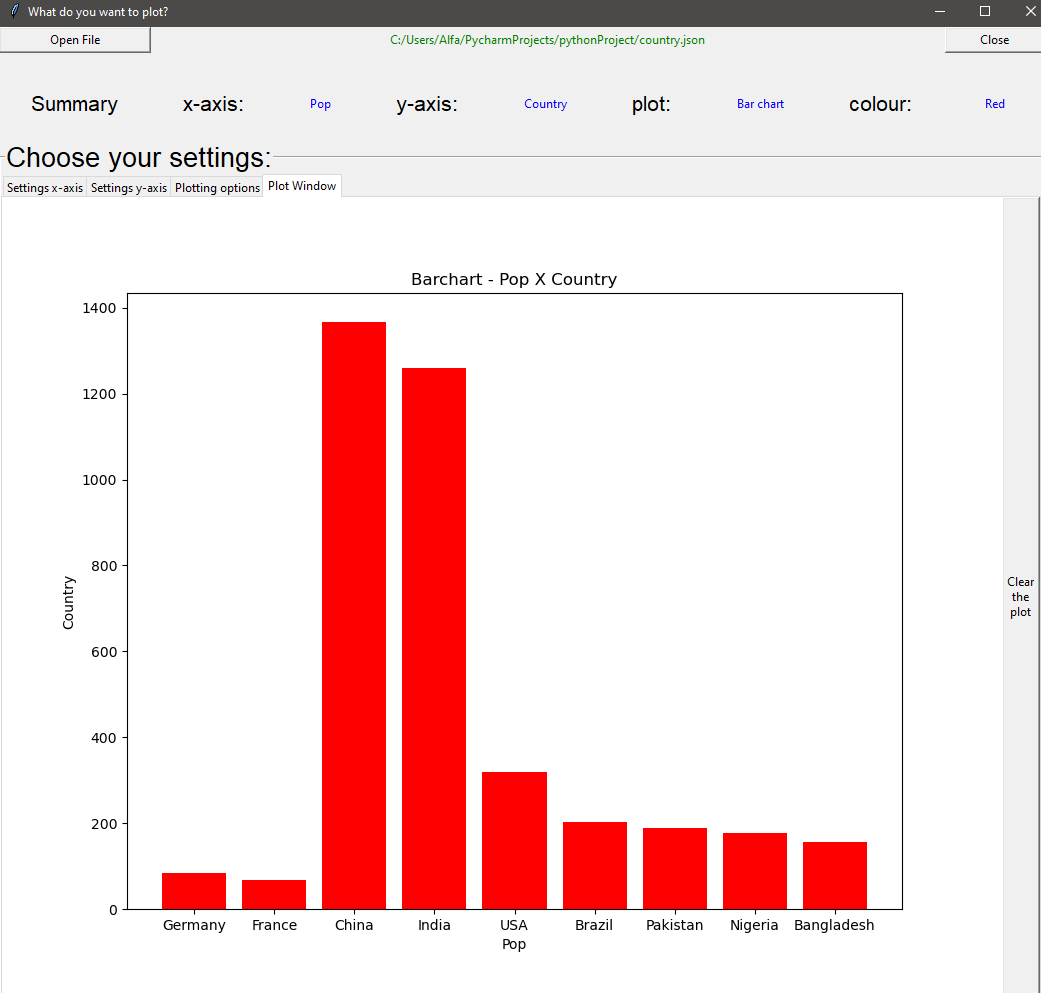 What do you want to plot?
Open File C:/Users/Alfa/PycharmProjects/pythonProject/country.json Close
Summary x-axis: Pop y-axis: Country plot: Bar chart colour: Red
Choose your settings:
Settings x-axis Settings y-axis Plotting options Plot Window
Barchart - Pop X Country
1400
1200
1000
800
600
400
200
0
Country
Germany France China India USA Brazil Pakistan Nigeria Bangladesh
Pop
Clear
the
plot